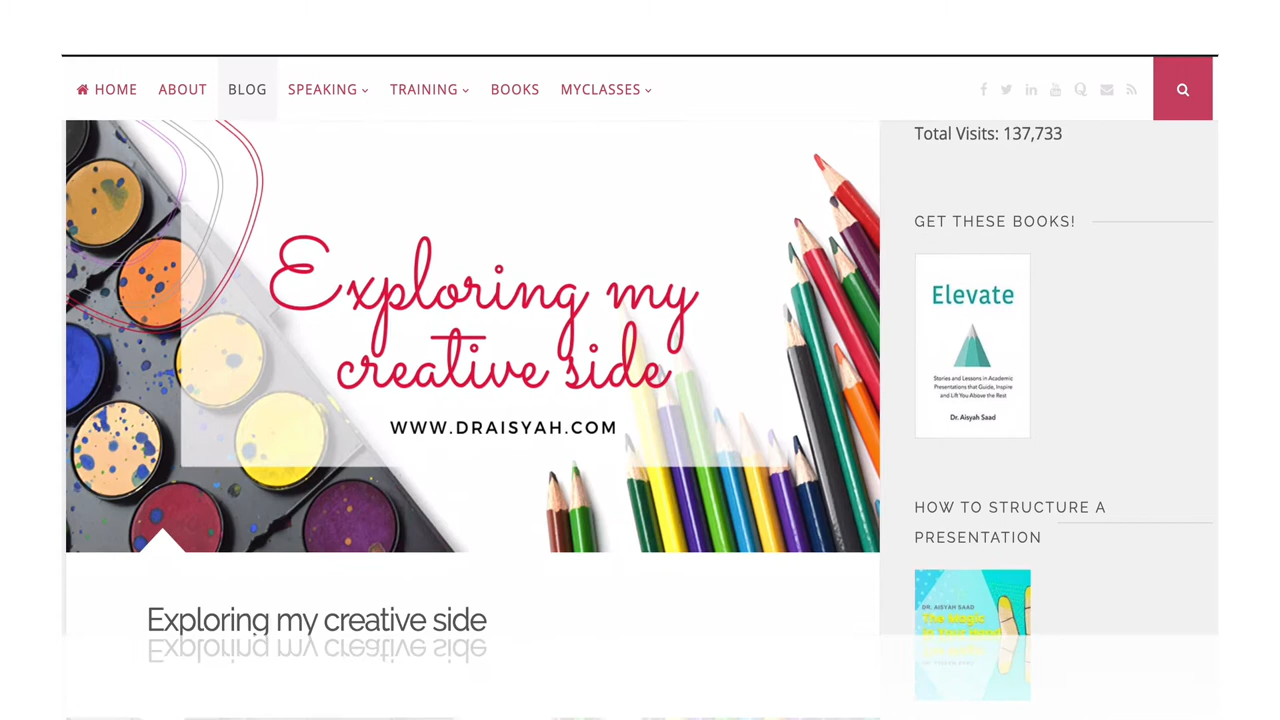 HOME ABOUT BLOG SPEAKING TRAINING BOOKS MYCLASSES
Exploring my
creative side
WWW.DRAISYAH.COM
Exploring my creative side
Total Visits: 137,733
GET THESE BOOKS!
Elevate
Stories and Lessons in Academic
Presentations that Guide, Inspire
and Lift You Above the Rest
Dr. Aisyah Saad
HOW TO STRUCTURE A
PRESENTATION
DR. AISYAH SAAD
The Magic